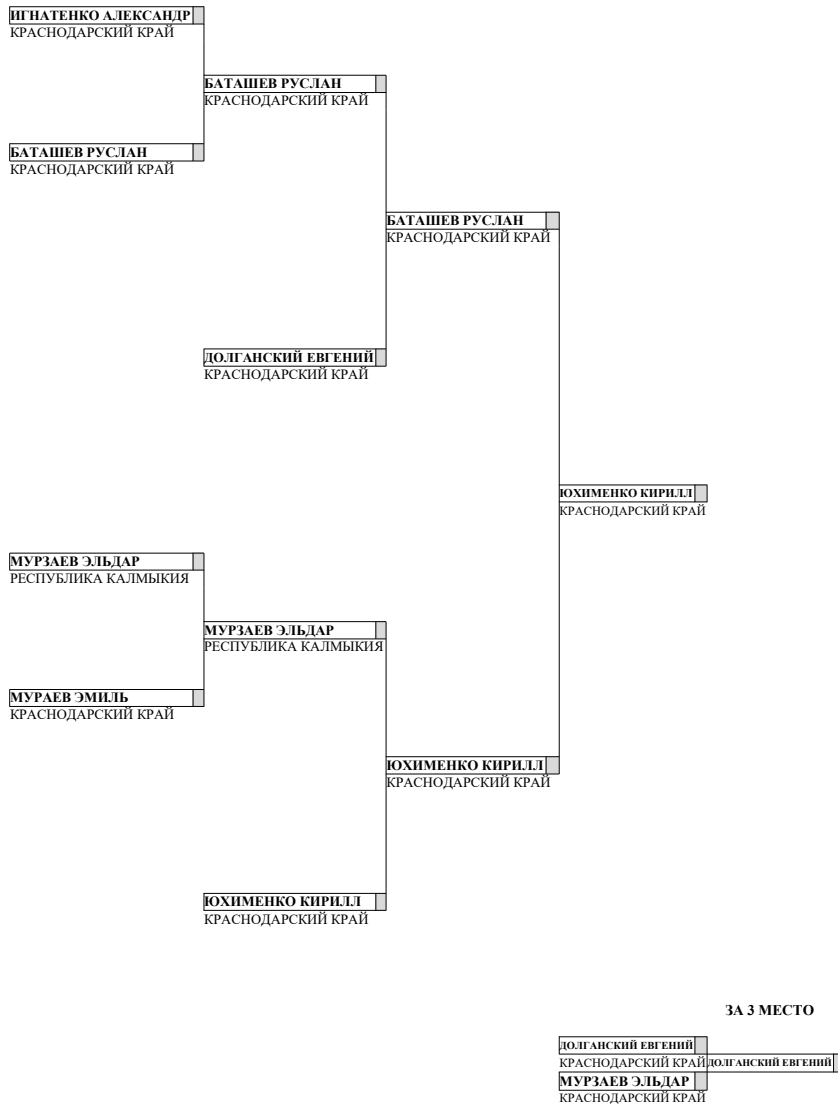 ИГНАТЕНКО АЛЕКСАНДР
КРАСНОДАРСКИЙ КРАЙ
БАТАШЕВ РУСЛАН
КРАСНОДАРСКИЙ КРАЙ
БАТАШЕВ РУСЛАН
КРАСНОДАРСКИЙ КРАЙ
БАТАШЕВ РУСЛАН
КРАСНОДАРСКИЙ КРАЙ
ДОЛГАНСКИЙ ЕВГЕНИЙ
КРАСНОДАРСКИЙ КРАЙ
ЮХИМЕНКО КИРИЛЛ
КРАСНОДАРСКИЙ КРАЙ
МУРЗАЕВ ЭЛЬДАР
РЕСПУБЛИКА КАЛМЫКИЯ
МУРЗАЕВ ЭЛЬДАР
РЕСПУБЛИКА КАЛМЫКИЯ
МУРАЕВ ЭМИЛЬ
КРАСНОДАРСКИЙ КРАЙ
ЮХИМЕНКО КИРИЛЛ
КРАСНОДАРСКИЙ КРАЙ
ЮХИМЕНКО КИРИЛЛ
КРАСНОДАРСКИЙ КРАЙ
ЗА 3 МЕСТО
ДОЛГАНСКИЙ ЕВГЕНИЙ
КРАСНОДАРСКИЙ КРАЙ ДОЛГАНСКИЙ ЕВГЕНИЙ
МУРЗАЕВ ЭЛЬДАР
КРАСНОДАРСКИЙ КРАЙ